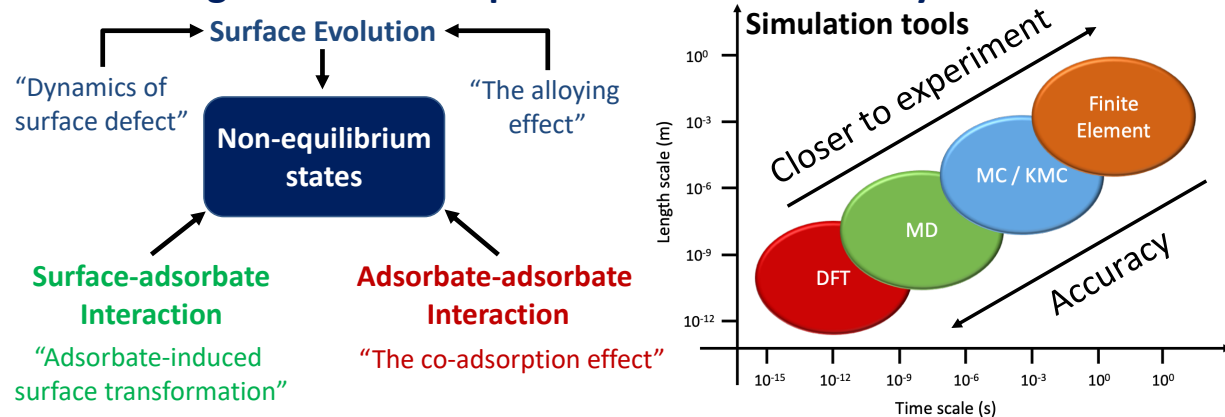 Surface Evolution
“Dynamics of
surface defect”
“The alloying
effect”
Non-equilibrium
states
Surface-adsorbate
Interaction
“Adsorbate-induced
surface transformation”
Adsorbate-adsorbate
Interaction
“The co-adsorption effect”
Simulation tools
Closer to experiment
Accuracy
Finite
Element
MC / KMC
MD
DFT
Length scale (m)
10⁰
10⁻³
10⁻⁶
10⁻⁹
10⁻¹²
10⁻¹⁵
10⁻¹²
10⁻⁹
10⁻⁶
10⁻³
10⁰
10⁰
Time scale (s)